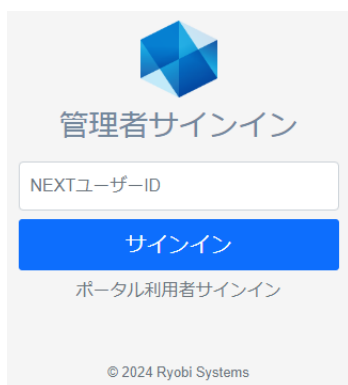 管理者サインイン
NEXTユーザーID
サインイン
ポータル利用者サインイン
© 2024 Ryobi Systems